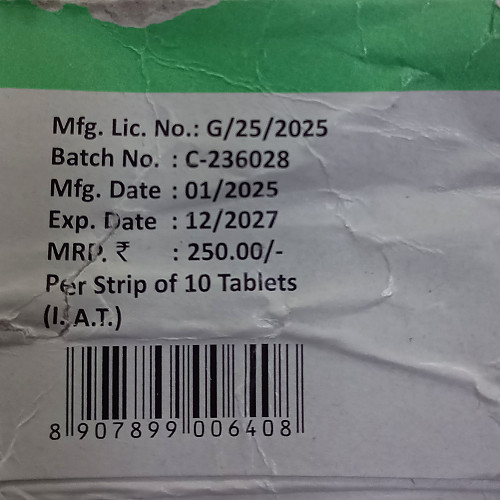 Mfg. Lic. No.: G/25/2025
Batch No. : C-236028
Mfg. Date : 01/2025
Exp. Date : 12/2027
MRP. ₹ : 250.00/-
Per Strip of 10 Tablets
(I. A.T.)
8 907899 006408